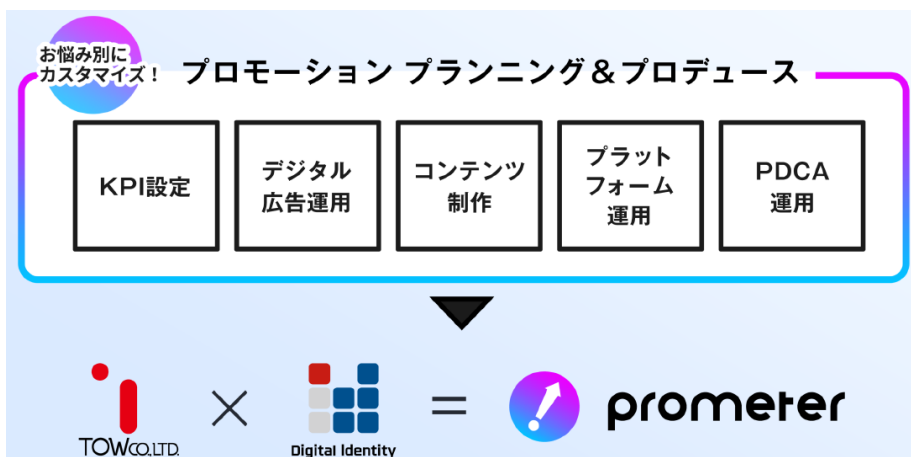 お悩み別に
カスタマイズ！
プロモーション プランニング＆プロデュース
KPI設定
デジタル
広告運用
コンテンツ
制作
プラット
フォーム
運用
PDCA
運用
TOW CO.,LTD.
×
Digital Identity
=
prometer